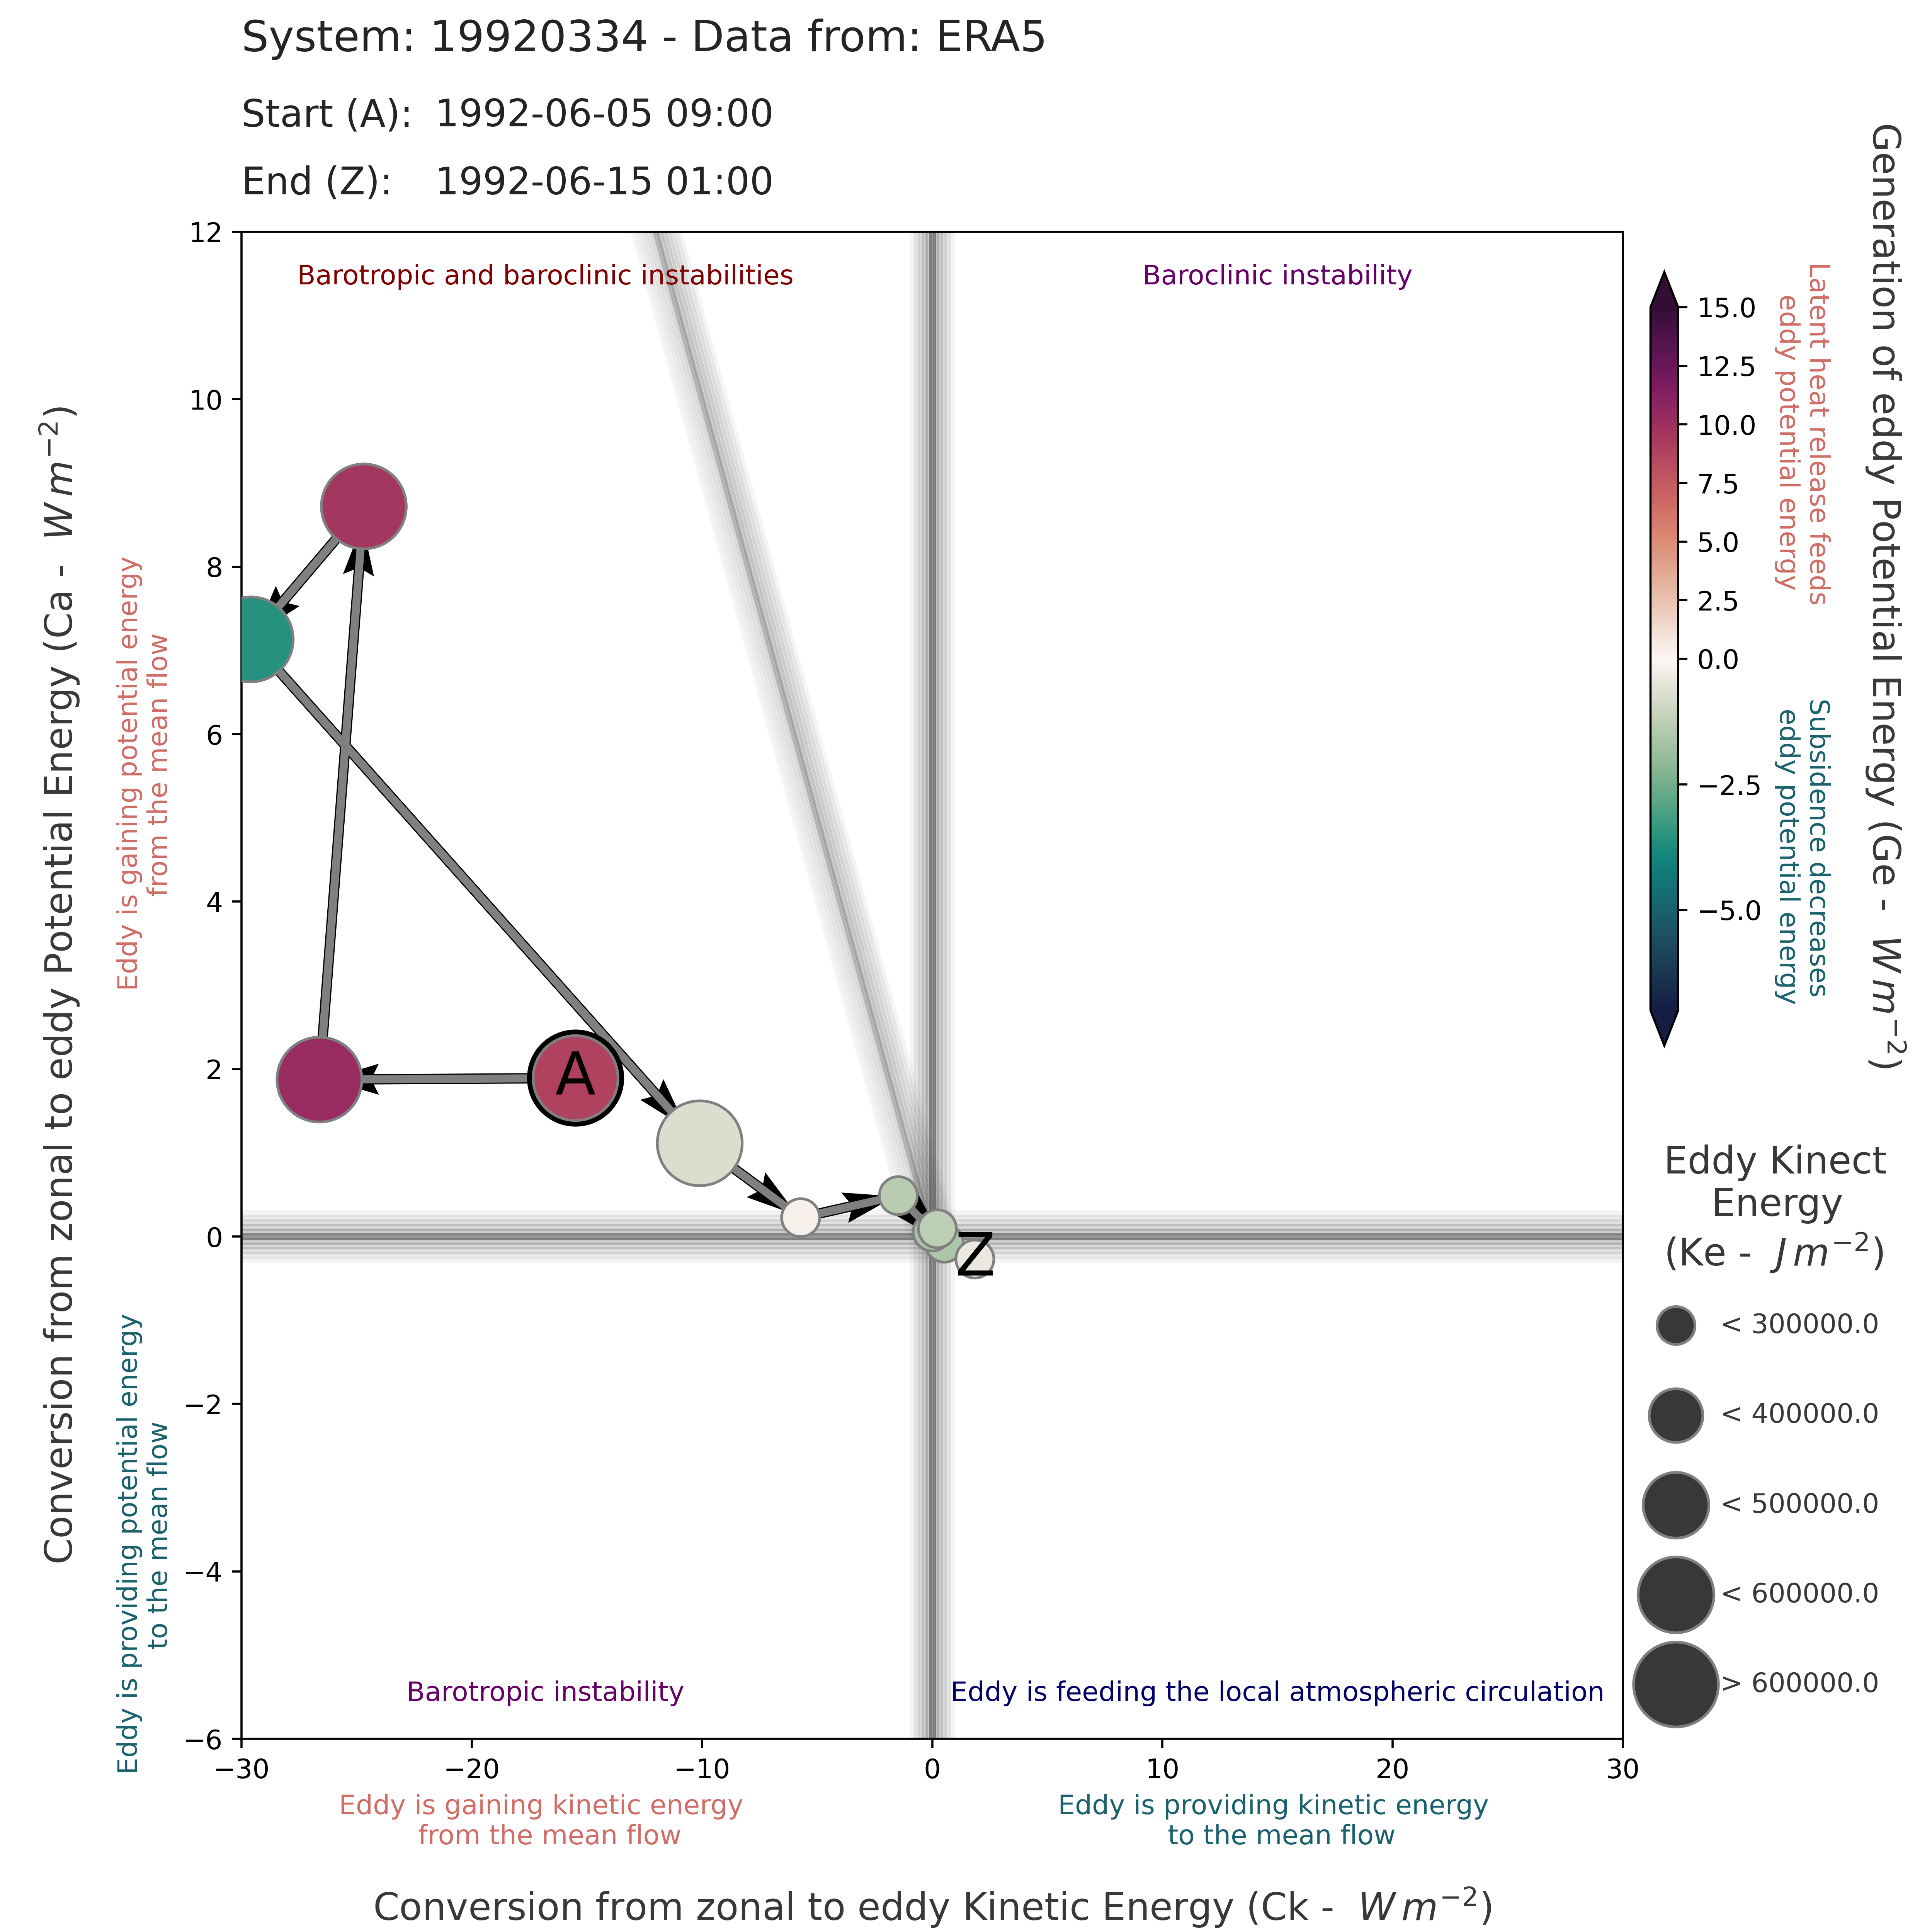 System: 19920334 - Data from: ERA5
Start (A): 1992-06-05 09:00
End (Z): 1992-06-15 01:00
Conversion from zonal to eddy Potential Energy (Ca - W m⁻²)
Eddy is gaining potential energy
from the mean flow
Eddy is providing potential energy
to the mean flow
12
10
8
6
4
2
0
−2
−4
−6
Barotropic and baroclinic instabilities
Baroclinic instability
A
Z
Barotropic instability
Eddy is feeding the local atmospheric circulation
−30
−20
−10
0
10
20
30
Eddy is gaining kinetic energy
from the mean flow
Eddy is providing kinetic energy
to the mean flow
Conversion from zonal to eddy Kinetic Energy (Ck - W m⁻²)
15.0
12.5
10.0
7.5
5.0
2.5
0.0
−2.5
−5.0
Latent heat release feeds
eddy potential energy
Subsidence decreases
eddy potential energy
Generation of eddy Potential Energy (Ge - W m⁻²)
Eddy Kinect
Energy
(Ke - J m⁻²)
< 300000.0
< 400000.0
< 500000.0
< 600000.0
> 600000.0